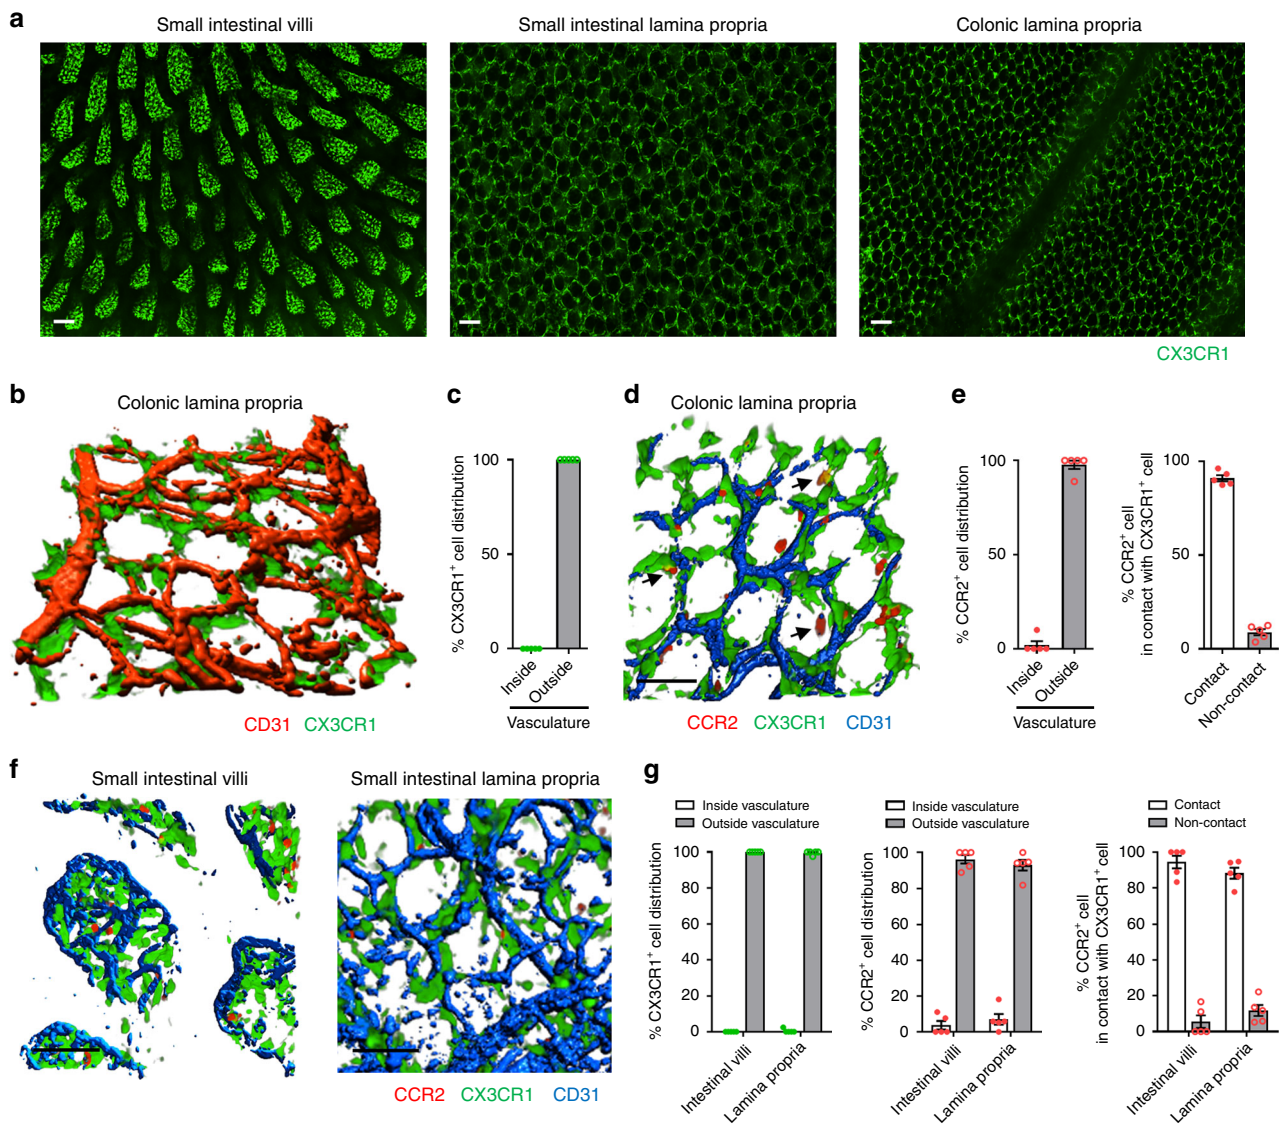 a
Small intestinal villi
Small intestinal lamina propria
Colonic lamina propria
CX3CR1
b
Colonic lamina propria
CD31 CX3CR1
c
% CX3CR1+ cell distribution
100
50
0
Inside
Outside
Vasculature
d
Colonic lamina propria
CCR2 CX3CR1 CD31
e
% CCR2+ cell distribution
100
50
0
Inside
Outside
Vasculature
% CCR2+ cell
in contact with CX3CR1+ cell
100
50
0
Contact
Non-contact
f
Small intestinal villi
Small intestinal lamina propria
CCR2 CX3CR1 CD31
g
Inside vasculature
Outside vasculature
% CX3CR1+ cell distribution
100
80
60
40
20
0
Intestinal villi
Lamina propria
Inside vasculature
Outside vasculature
% CCR2+ cell distribution
100
80
60
40
20
0
Intestinal villi
Lamina propria
Contact
Non-contact
% CCR2+ cell
in contact with CX3CR1+ cell
100
80
60
40
20
0
Intestinal villi
Lamina propria